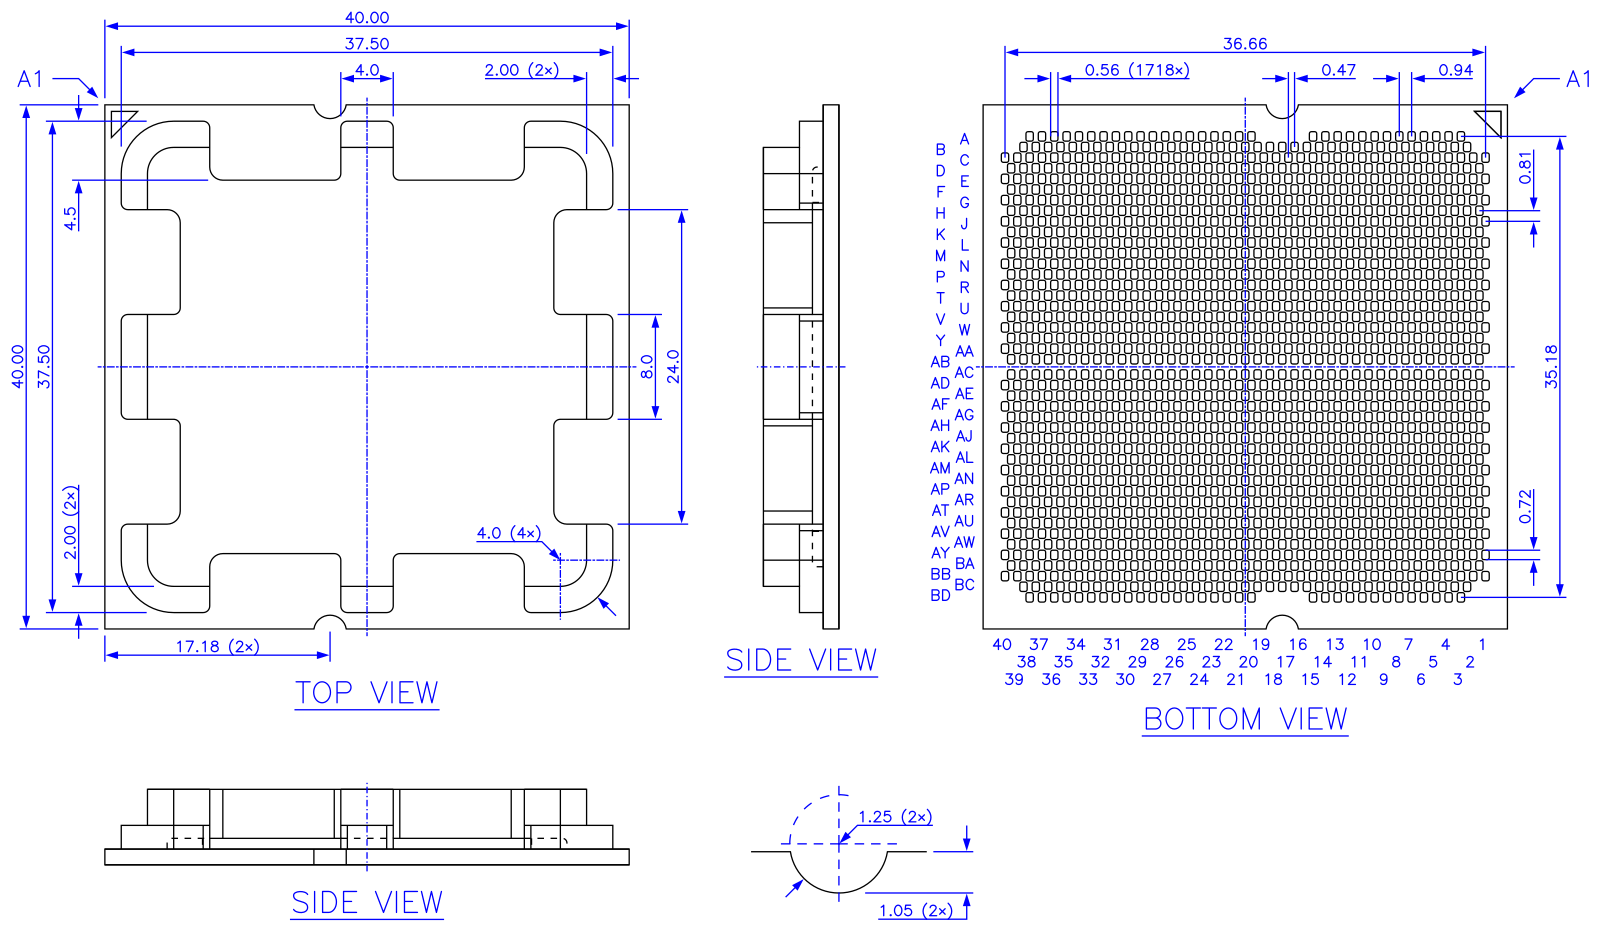 40.00
37.50
4.0
2.00 (2×)
A1
4.5
40.00
37.50
8.0
24.0
2.00 (2×)
4.0 (4×)
17.18 (2×)
TOP VIEW
SIDE VIEW
36.66
0.56 (1718×)
0.47
0.94
A1
A
B
C
D
E
F
G
H
J
K
L
M
N
P
R
T
U
V
W
Y
AA
AB
AC
AD
AE
AF
AG
AH
AJ
AK
AL
AM
AN
AP
AR
AT
AU
AV
AW
AY
BA
BB
BC
BD
0.81
35.18
0.72
40 37 34 31 28 25 22 19 16 13 10 7 4 1
38 35 32 29 26 23 20 17 14 11 8 5 2
39 36 33 30 27 24 21 18 15 12 9 6 3
BOTTOM VIEW
SIDE VIEW
1.25 (2×)
1.05 (2×)